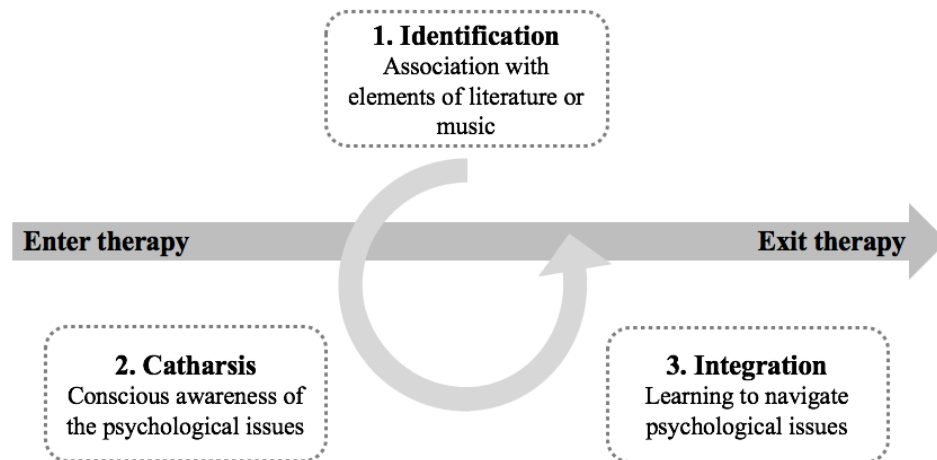 1. Identification
Association with
elements of literature or
music
Enter therapy
Exit therapy
2. Catharsis
Conscious awareness of
the psychological issues
3. Integration
Learning to navigate
psychological issues